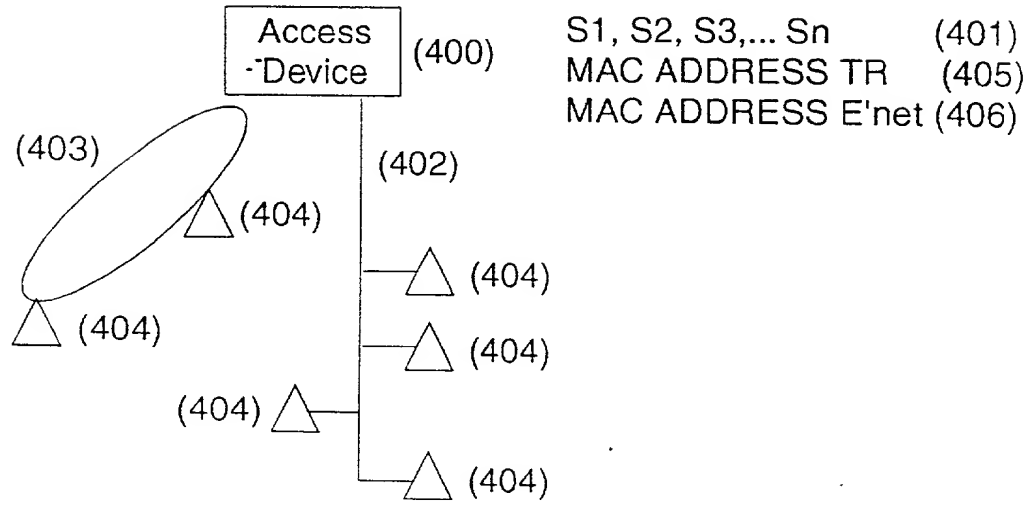 Access
Device
(400)
S1, S2, S3,... Sn (401)
MAC ADDRESS TR (405)
MAC ADDRESS E'net (406)
(403)
(402)
(404)
(404)
(404)
(404)
(404)
(404)